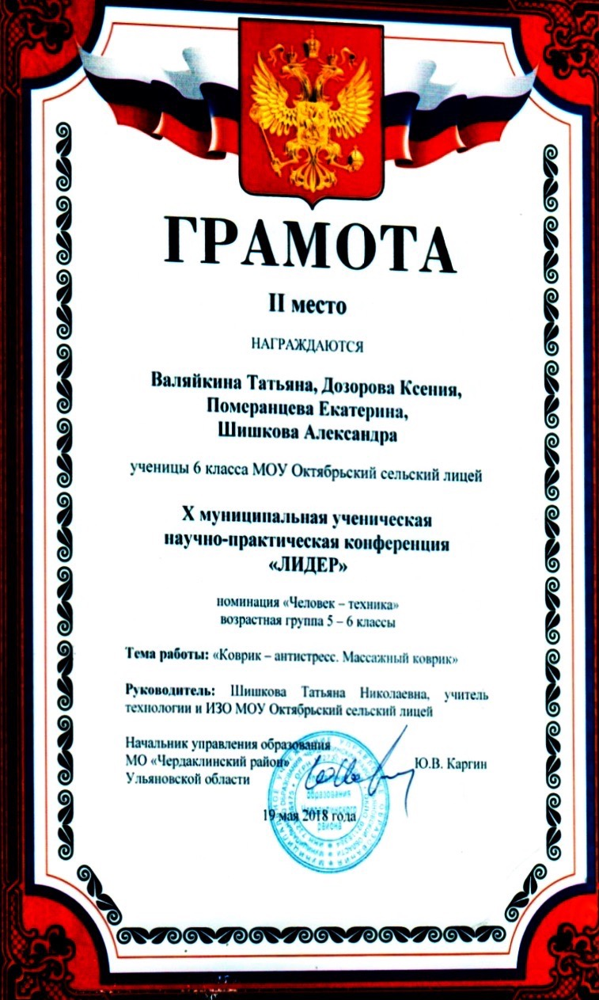 ГРАМОТА
II место
НАГРАЖДАЮТСЯ
Валяйкина Татьяна, Дозорова Ксения,
Померанцева Екатерина,
Шишкова Александра
ученицы 6 класса МОУ Октябрьский сельский лицей
X муниципальная ученическая
научно-практическая конференция
«ЛИДЕР»
номинация «Человек – техника»
возрастная группа 5 – 6 классы
Тема работы: «Коврик – антистресс. Массажный коврик»
Руководитель: Шишкова Татьяна Николаевна, учитель
технологии и ИЗО МОУ Октябрьский сельский лицей
Начальник управления образования
МО «Чердаклинский район»
Ульяновской области
Ю.В. Каргин
19 мая 2018 года
образования
района